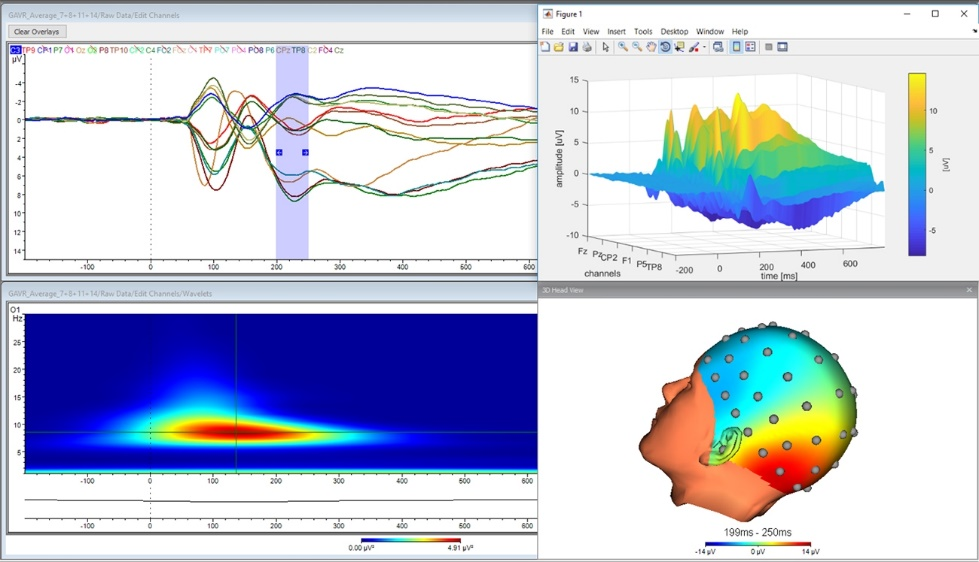 GAVR_Average_7+8+11+14/Raw Data/Edit Channels
Clear Overlays
C3 TP9 CP1 P7 O1 Oz O3 P8 TP10 CP2 C4 FC2 TP7 PO8 P6 CPz TP8 C2 FC4 Cz
µV
-4
-2
0
2
4
6
8
10
12
14
-100
0
100
200
300
400
500
600
Figure 1
File Edit View Insert Tools Desktop Window Help
15
10
5
0
-5
-10
amplitude [uV]
Fz PzCP2 F1 P5TP8
channels
-200 0 200 400 600
time [ms]
10
5
0
-5
[uV]
GAVR_Average_7+8+11+14/Raw Data/Edit Channels/Wavelets
O1
Hz
25
20
15
10
5
-100
0
100
200
300
400
500
600
-100
0
100
200
300
400
500
600
0.00 µV²
4.91 µV²
3D Head View
199ms - 250ms
-14 µV
0 µV
14 µV